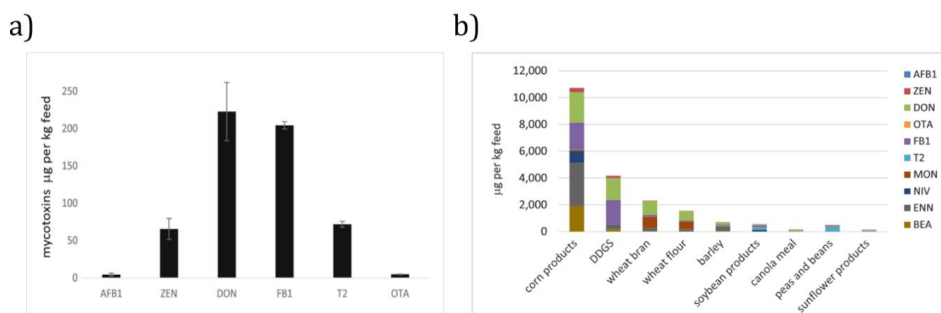 a)
mycotoxins µg per kg feed
250
200
150
100
50
0
AFB1 ZEN DON FB1 T2 OTA
b)
µg per kg feed
12,000
10,000
8,000
6,000
4,000
2,000
0
corn products
DDGS
wheat bran
wheat flour
barley
soybean products
canola meal
peas and beans
sunflower products
AFB1
ZEN
DON
OTA
FB1
T2
MON
NIV
ENN
BEA